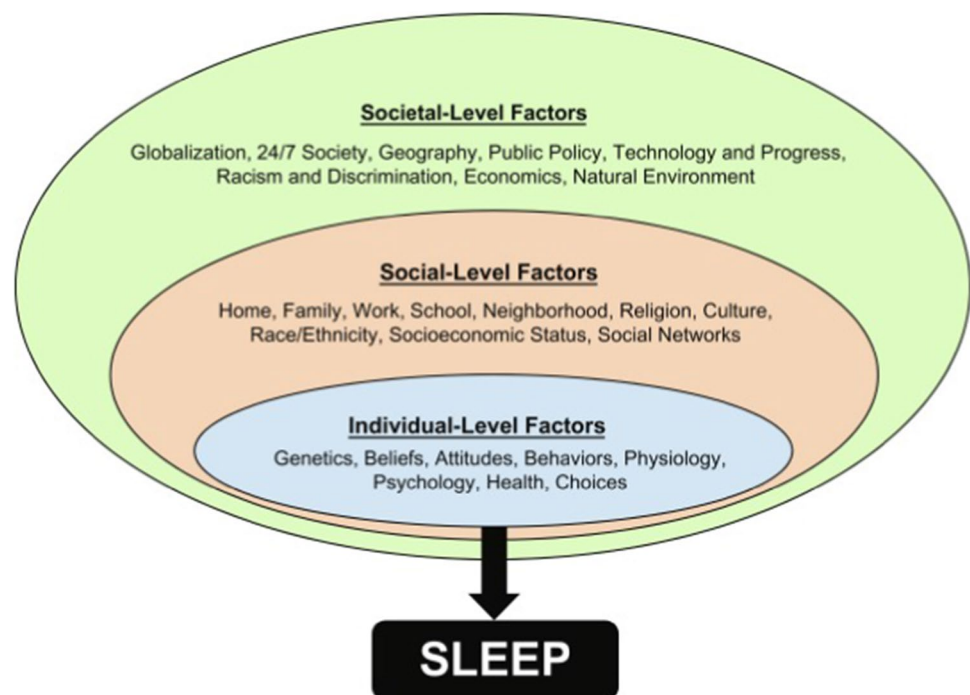 Societal-Level Factors
Globalization, 24/7 Society, Geography, Public Policy, Technology and Progress,
Racism and Discrimination, Economics, Natural Environment
Social-Level Factors
Home, Family, Work, School, Neighborhood, Religion, Culture,
Race/Ethnicity, Socioeconomic Status, Social Networks
Individual-Level Factors
Genetics, Beliefs, Attitudes, Behaviors, Physiology,
Psychology, Health, Choices
SLEEP